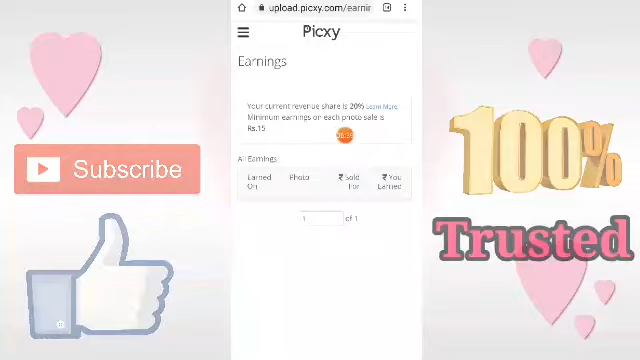 upload.picxy.com/earnin
Picxy
Earnings
Your current revenue share is 20% Learn More.
Minimum earnings on each photo sale is
Rs.15
All Earnings
Earned On
Photo
₹ Sold For
₹ You Earned
1 of 1
Subscribe
100%
Trusted